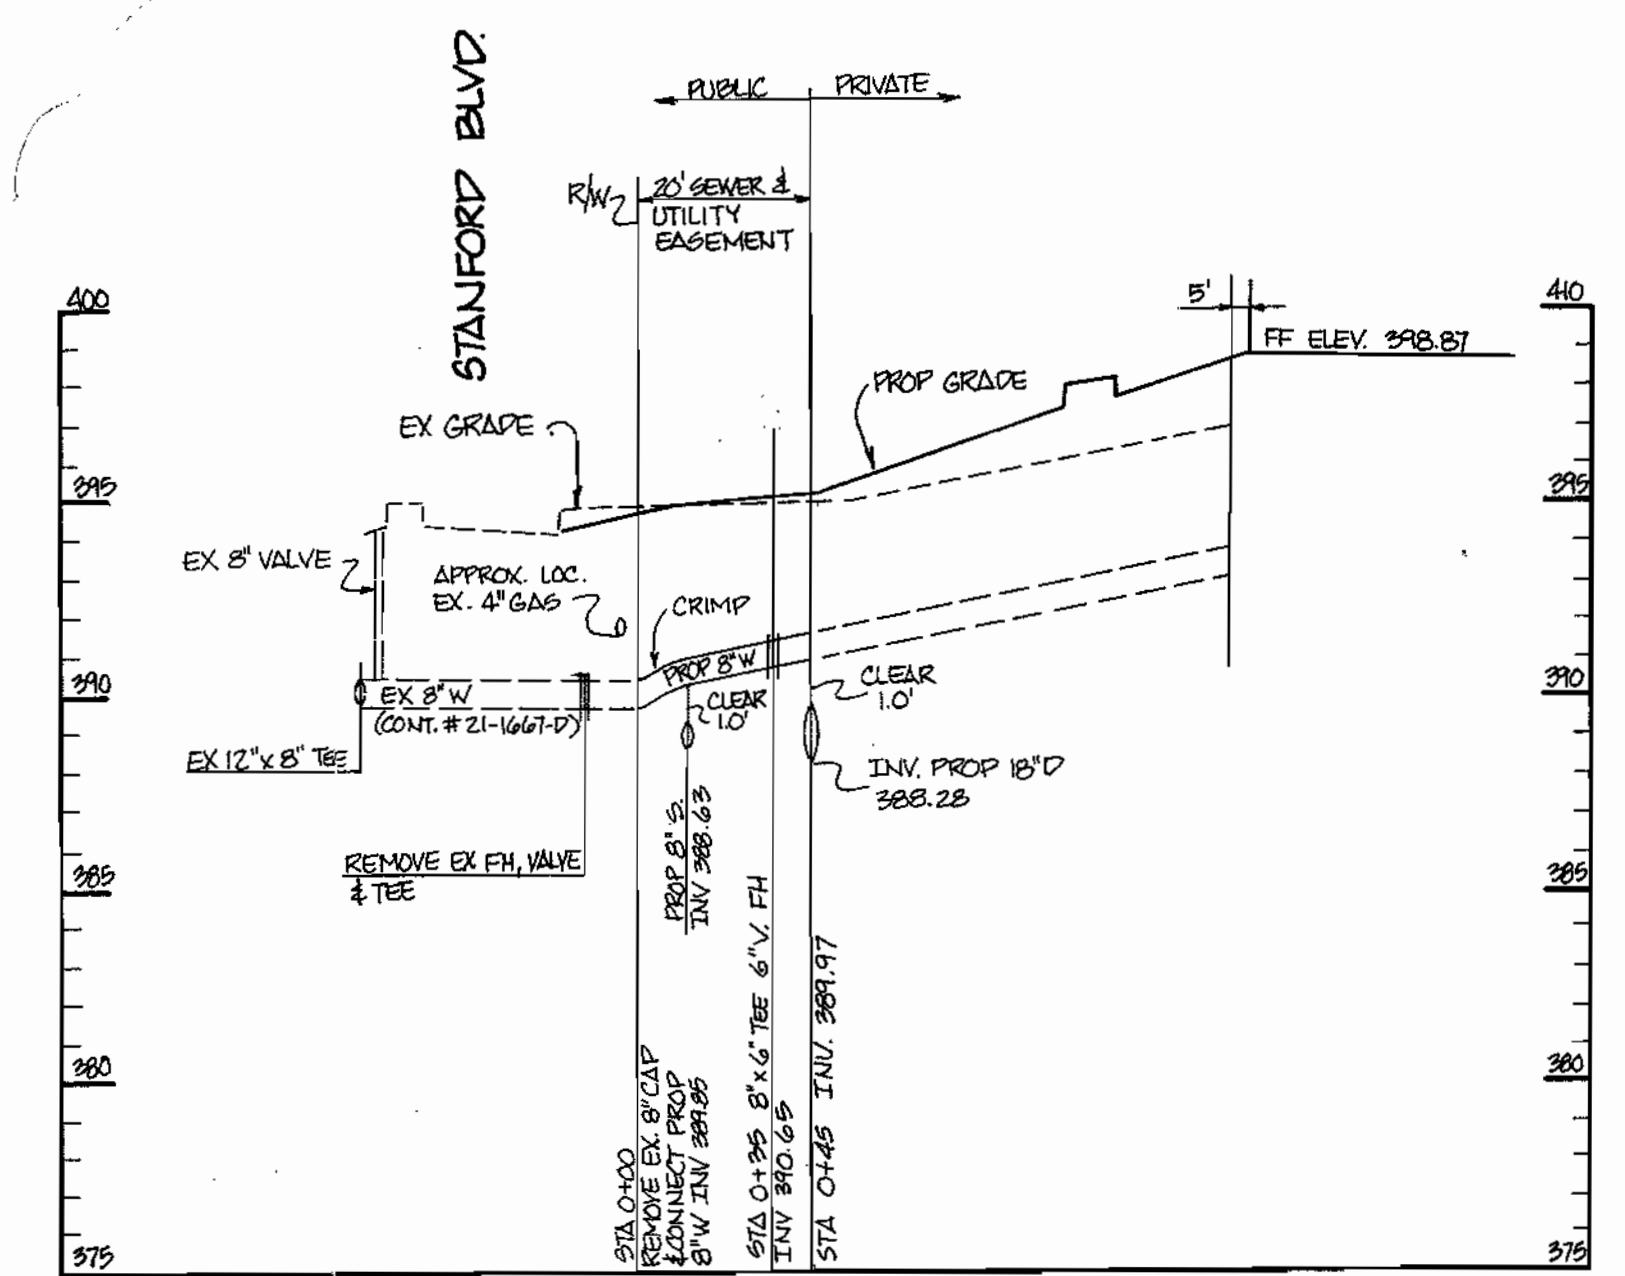 STANFORD BLVD.
PUBLIC
PRIVATE
R/W
20' SEWER &
UTILITY
EASEMENT
400
410
5'
FF ELEV. 398.87
PROP GRADE
EX GRADE
395
395
EX 8" VALVE
APPROX. LOC.
EX. 4" GAS
CRIMP
PROP 8" W
390
390
EX 8" W
(CONT. # 21-1667-D)
CLEAR
1.0'
CLEAR
1.0'
EX 12" x 8" TEE
INV. PROP 18" D
388.28
REMOVE EX FH, VALVE
& TEE
385
385
PROP 8" S.
INV 388.63
380
380
STA 0+00
REMOVE EX. 8" CAP
& CONNECT PROP
8" W INV 389.85
STA 0+35 8" x 6" TEE 6" V. FH
INV 390.65
STA 0+45 INV. 389.97
375
375